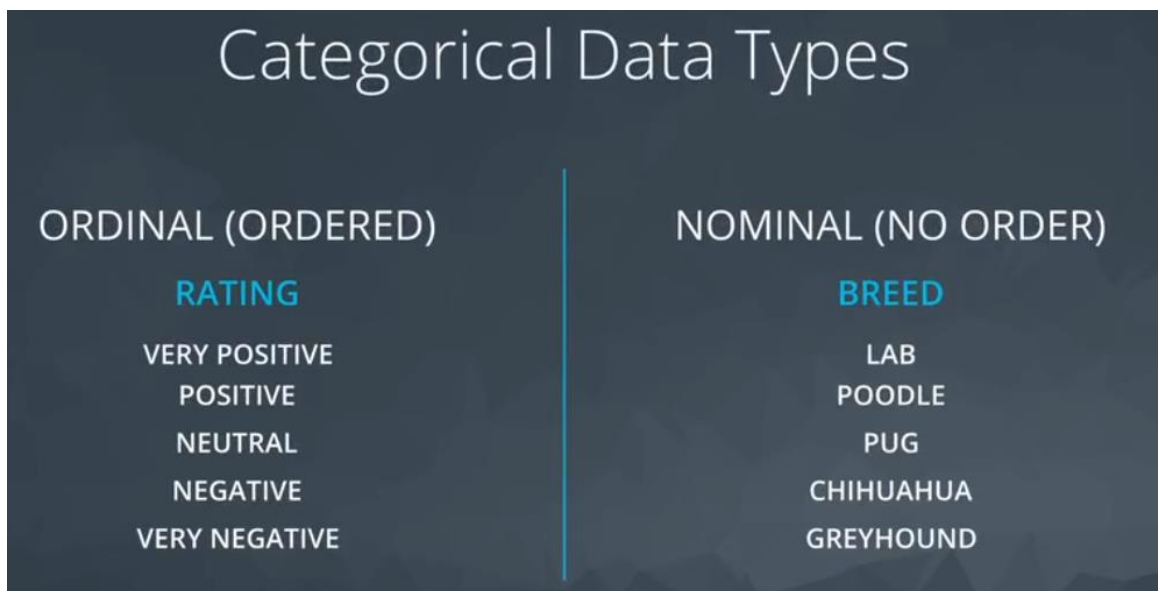 Categorical Data Types
ORDINAL (ORDERED)
RATING
VERY POSITIVE
POSITIVE
NEUTRAL
NEGATIVE
VERY NEGATIVE
NOMINAL (NO ORDER)
BREED
LAB
POODLE
PUG
CHIHUAHUA
GREYHOUND